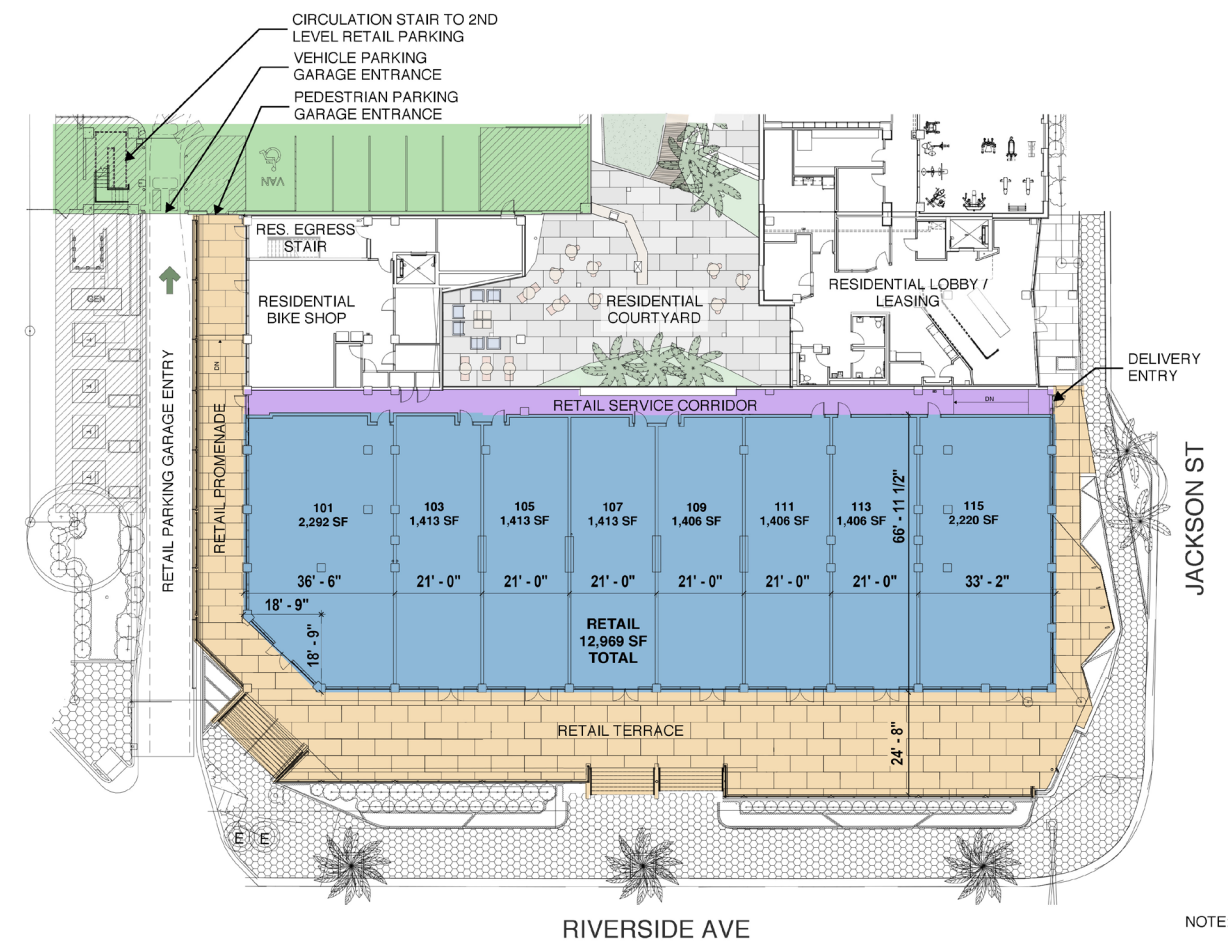 CIRCULATION STAIR TO 2ND
LEVEL RETAIL PARKING
VEHICLE PARKING
GARAGE ENTRANCE
PEDESTRIAN PARKING
GARAGE ENTRANCE
VAN
RES. EGRESS
STAIR
GEN
RESIDENTIAL
BIKE SHOP
RESIDENTIAL
COURTYARD
RESIDENTIAL LOBBY /
LEASING
DN
DELIVERY
ENTRY
RETAIL SERVICE CORRIDOR
DN
RETAIL PARKING GARAGE ENTRY
RETAIL PROMENADE
T
T
T
T
101
2,292 SF
103
1,413 SF
105
1,413 SF
107
1,413 SF
109
1,406 SF
111
1,406 SF
113
1,406 SF
66' - 11 1/2"
115
2,220 SF
JACKSON ST
36' - 6"
21' - 0"
21' - 0"
21' - 0"
21' - 0"
21' - 0"
21' - 0"
33' - 2"
18' - 9"
18' - 9"
RETAIL
12,969 SF
TOTAL
RETAIL TERRACE
24' - 8"
E
E
RIVERSIDE AVE
NOTE